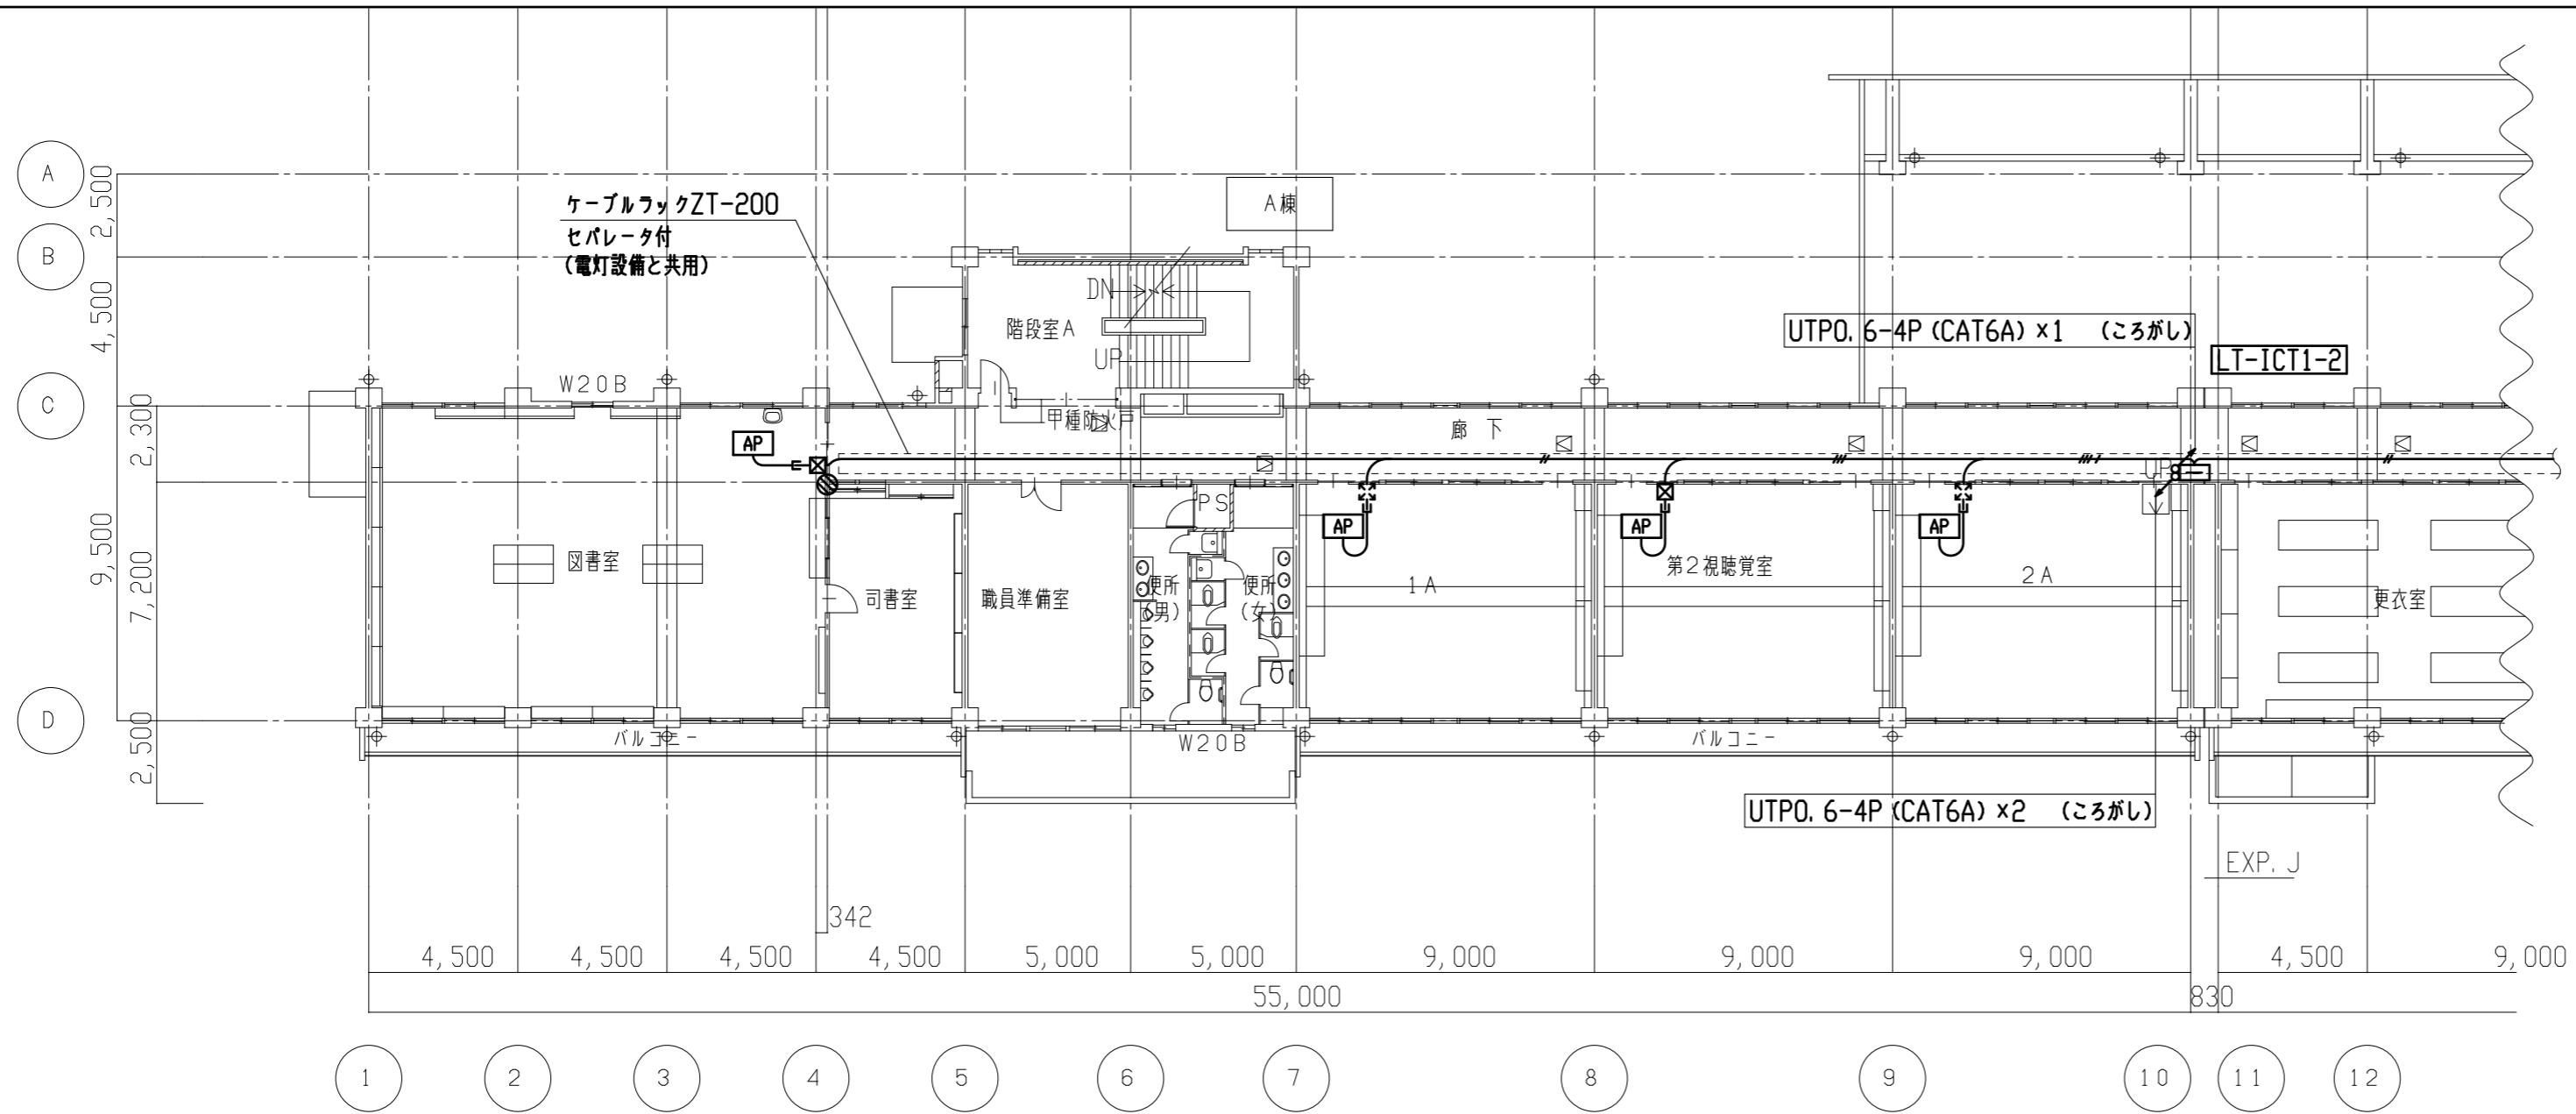 A
B
C
D
2,500
4,500
2,300
9,500
7,200
2,500
ケーブルラックZT-200
セパレータ付
(電灯設備と共用)
A棟
DN
階段室A
UP
UTP0.6-4P(CAT6A)×1 (ころがし)
LT-ICT1-2
W20B
甲種防火戸
廊下
AP
UP
PS
AP
AP
AP
図書室
司書室
職員準備室
便所
(男)
便所
(女)
1A
第2視聴覚室
2A
更衣室
バルコニー
W20B
バルコニー
UTP0.6-4P(CAT6A)×2 (ころがし)
EXP.J
342
4,500
4,500
4,500
4,500
5,000
5,000
9,000
9,000
9,000
4,500
9,000
55,000
830
1
2
3
4
5
6
7
8
9
10
11
12